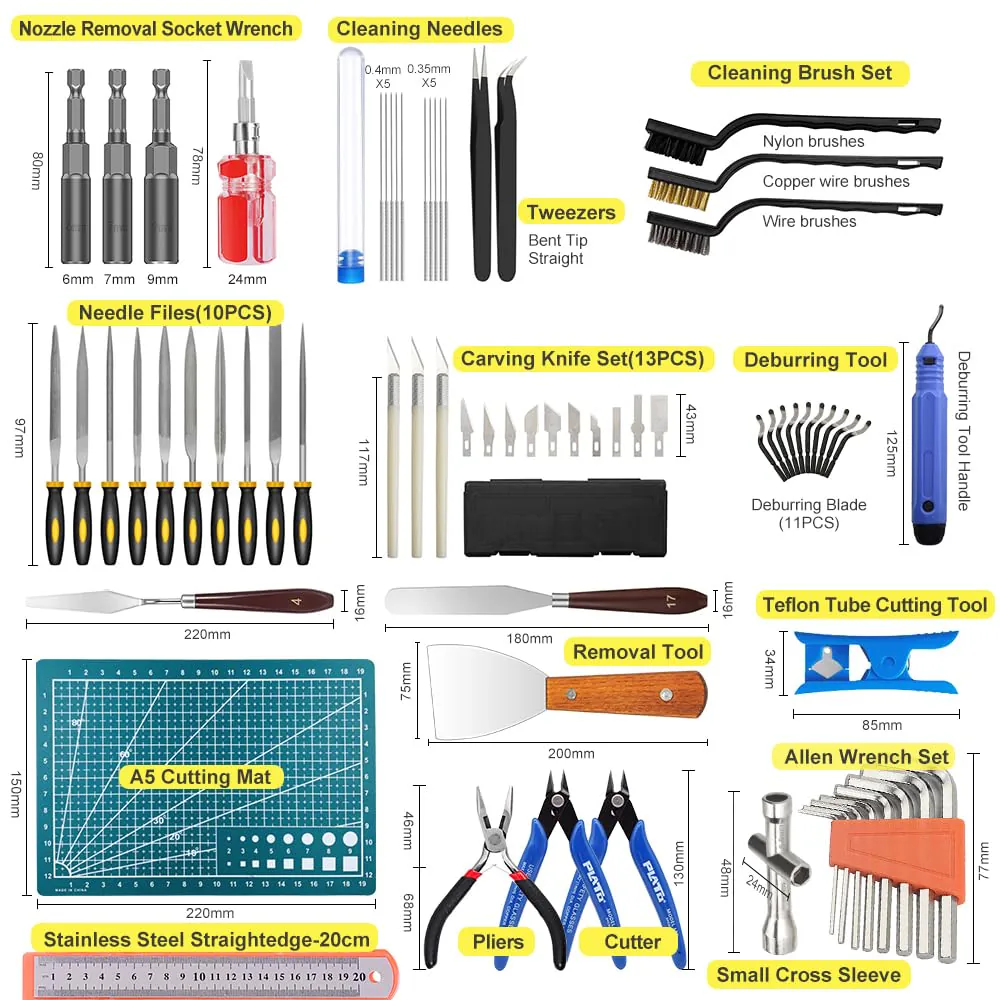 Nozzle Removal Socket Wrench
80mm
6mm 7mm 9mm
78mm
24mm
Cleaning Needles
0.4mm
X5
0.35mm
X5
Tweezers
Bent Tip
Straight
Cleaning Brush Set
Nylon brushes
Copper wire brushes
Wire brushes
Needle Files(10PCS)
97mm
Carving Knife Set(13PCS)
117mm
43mm
Deburring Tool
Deburring Blade
(11PCS)
125mm
Deburring Tool Handle
4
16mm
220mm
17
19mm
180mm
Removal Tool
75mm
200mm
Teflon Tube Cutting Tool
34mm
85mm
A5 Cutting Mat
1 2 3 4 5 6 7 8 9 10 11 12 13 14 15 16 17 18 19
80°
60°
30°
20°
10°
MADE IN CHINA
150mm
220mm
Pliers
46mm
68mm
Cutter
PLATO
PLATO
130mm
Allen Wrench Set
77mm
Small Cross Sleeve
48mm
24mm
Stainless Steel Straightedge-20cm
1 2 3 4 5 6 7 8 9 10 11 12 13 14 15 16 17 18 19 20